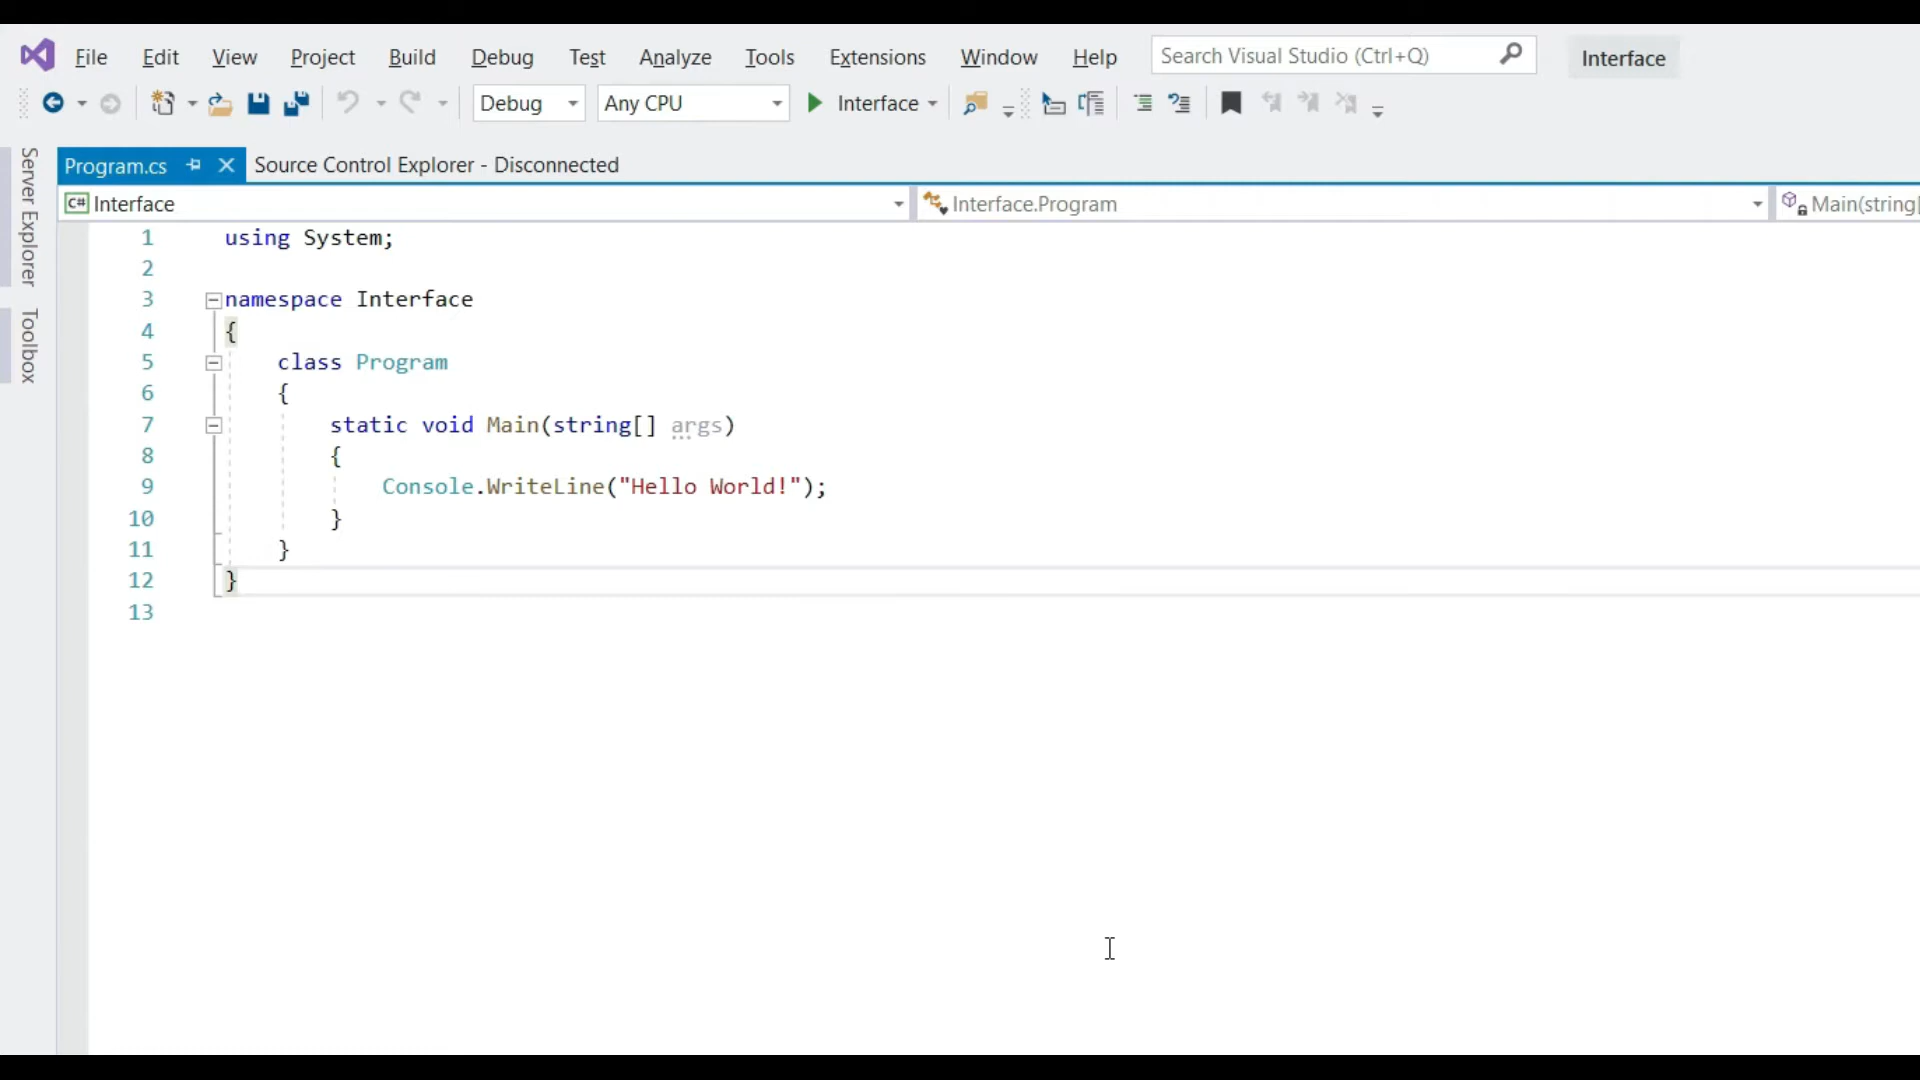 File Edit View Project Build Debug Test Analyze Tools Extensions Window Help Search Visual Studio (Ctrl+Q) Interface
Debug Any CPU Interface
Server Explorer
Toolbox
Program.cs Source Control Explorer - Disconnected
C# Interface Interface.Program Main(string[
1 using System;
2
3 namespace Interface
4 {
5 class Program
6 {
7 static void Main(string[] args)
8 {
9 Console.WriteLine("Hello World!");
10 }
11 }
12 }
13